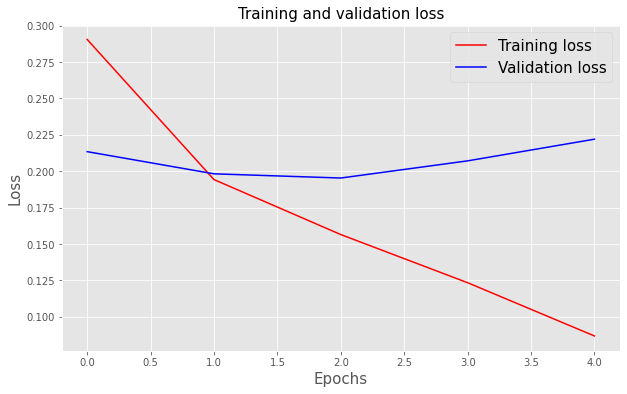 Training and validation loss
Training loss
Validation loss
Loss
0.300
0.275
0.250
0.225
0.200
0.175
0.150
0.125
0.100
0.0 0.5 1.0 1.5 2.0 2.5 3.0 3.5 4.0
Epochs